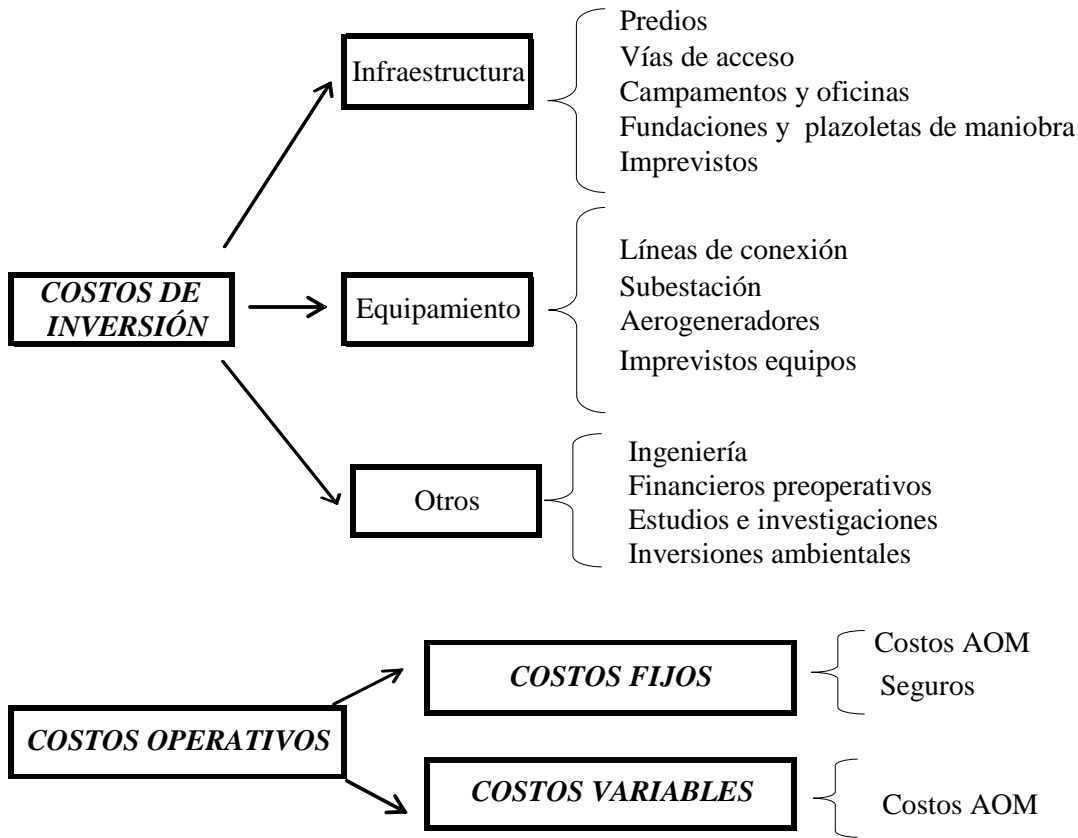 Infraestructura
Predios
Vías de acceso
Campamentos y oficinas
Fundaciones y plazoletas de maniobra
Imprevistos
COSTOS DE
INVERSIÓN
Equipamiento
Líneas de conexión
Subestación
Aerogeneradores
Imprevistos equipos
Otros
Ingeniería
Financieros preoperativos
Estudios e investigaciones
Inversiones ambientales
COSTOS OPERATIVOS
COSTOS FIJOS
Costos AOM
Seguros
COSTOS VARIABLES
Costos AOM